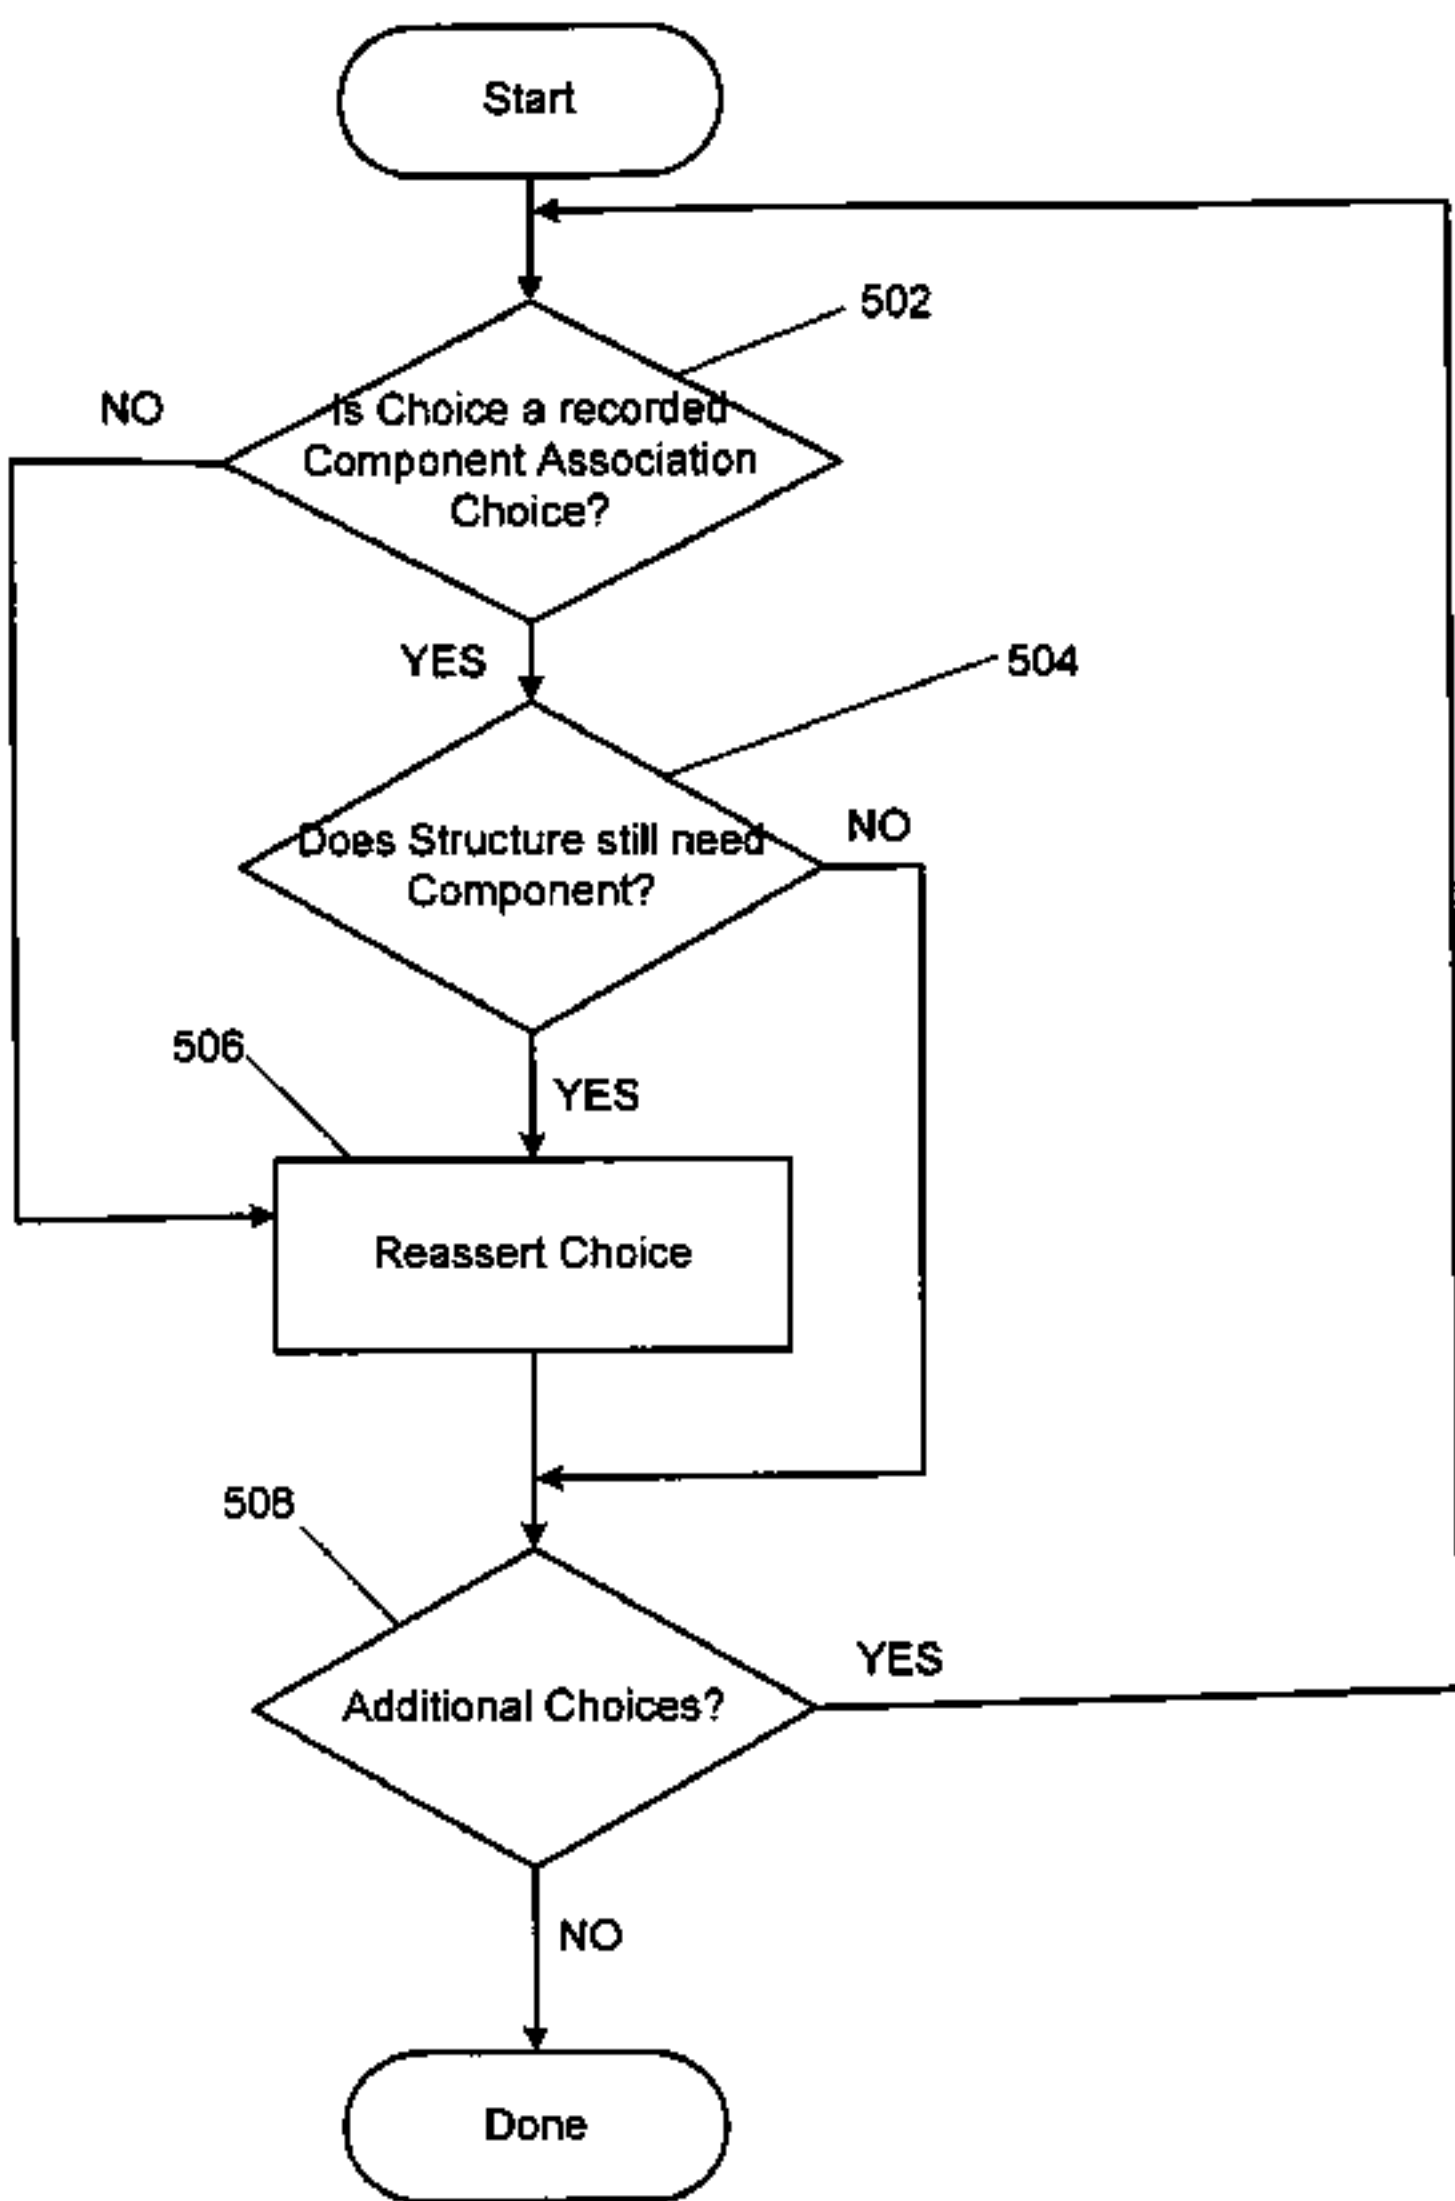 Start
502
NO
Is Choice a recorded
Component Association
Choice?
YES
504
Does Structure still need
Component?
NO
506
YES
Reassert Choice
508
Additional Choices?
YES
NO
Done